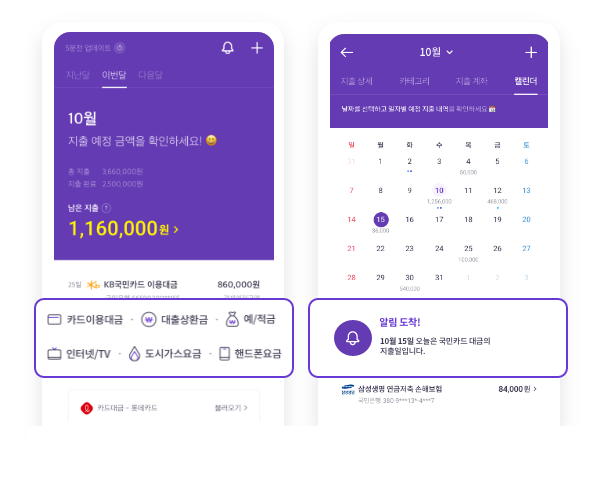 5분전 업데이트
지난달 이번달 다음달
10월
지출 예정 금액을 확인하세요!
총 지출 3,660,000원
지출 완료 2,500,000원
남은 지출 ?
1,160,000원 >
25일 KB국민카드 이용대금 860,000원
카드이용대금 · 대출상환금 · 예/적금
인터넷/TV · 도시가스요금 · 핸드폰요금
카드대금 - 롯데카드 불러오기 >
10월
지출 상세 카테고리 지출 계좌 캘린더
날짜를 선택하고 일자별 예정 지출 내역을 확인하세요
일 월 화 수 목 금 토
31 1 2 3 4 5 6
60,000
7 8 9 10 11 12 13
1,256,000 468,000
14 15 16 17 18 19 20
36,000
21 22 23 24 25 26 27
100,000
28 29 30 31 1 2 3
540,000
알림 도착!
10월 15일 오늘은 국민카드 대금의
지출일입니다.
삼성생명 연금저축 손해보험 84,000원 >
국민은행 380-9***13*-4***7